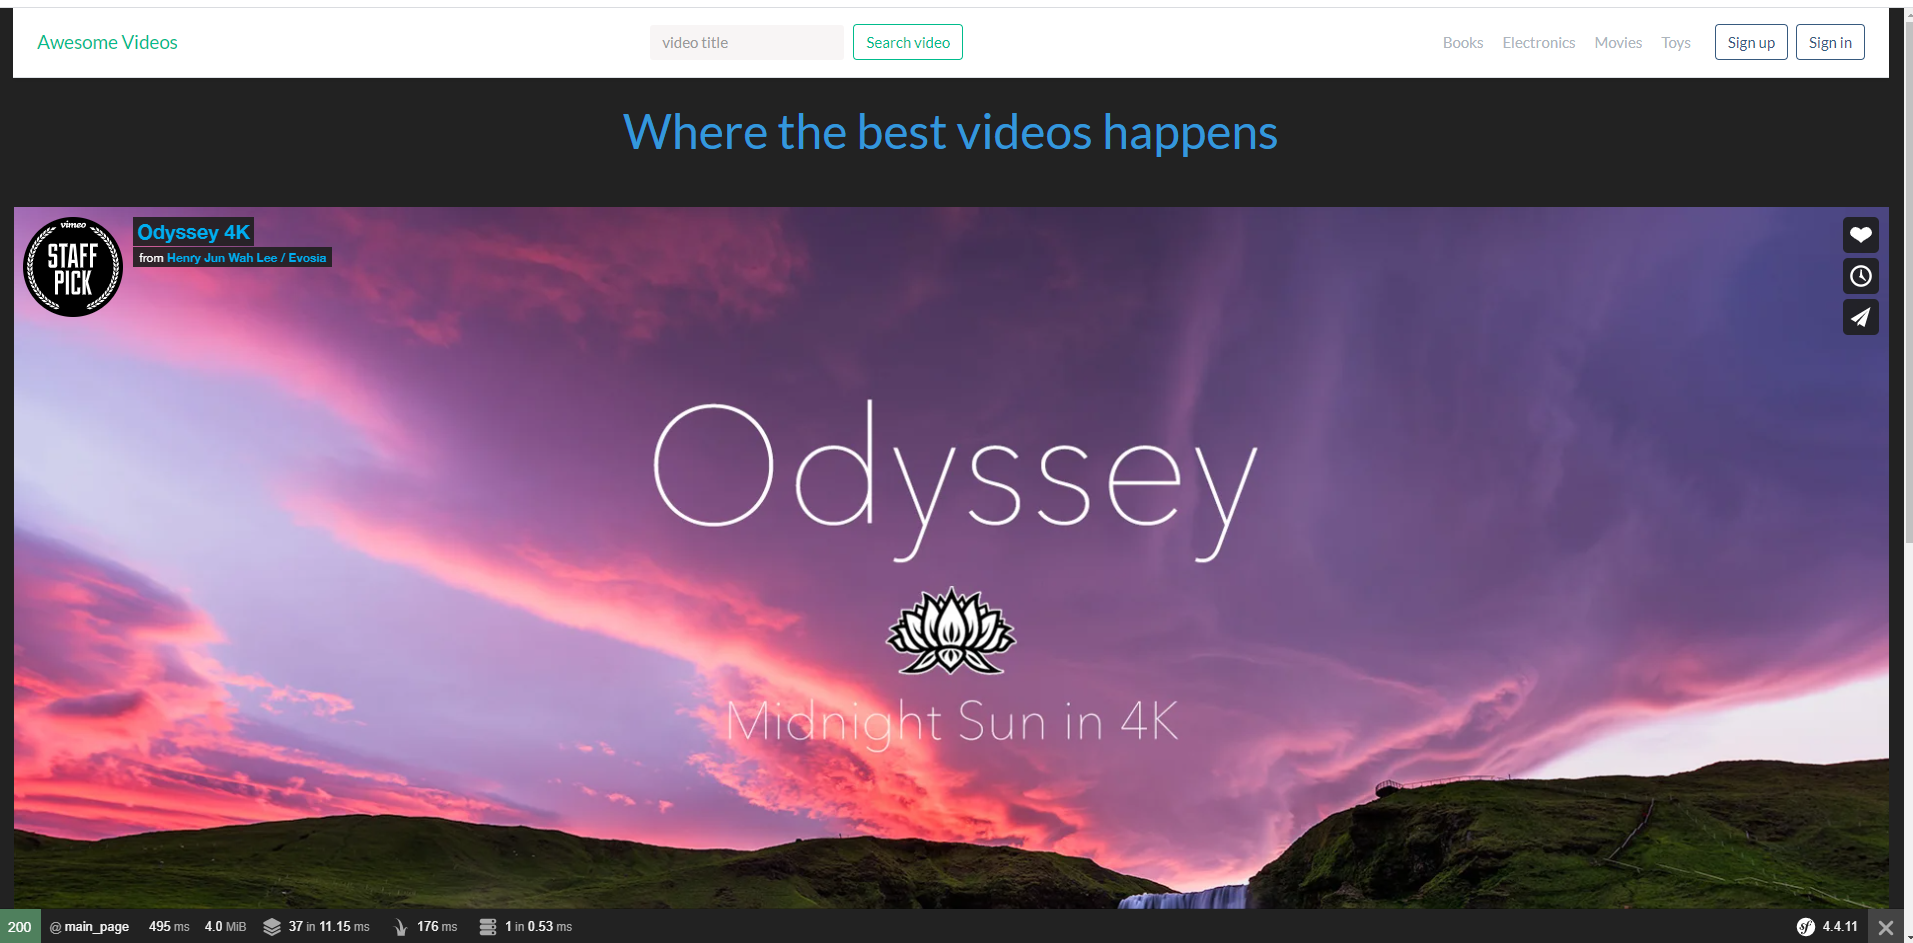 Awesome Videos
video title
Search video
Books Electronics Movies Toys
Sign up
Sign in
Where the best videos happens
vimeo
STAFF
PICK
Odyssey 4K
from Henry Jun Wah Lee / Evosia
Odyssey
Midnight Sun in 4K
200 @ main_page 495 ms 4.0 MiB 37 in 11.15 ms 176 ms 1 in 0.53 ms sf 4.4.11